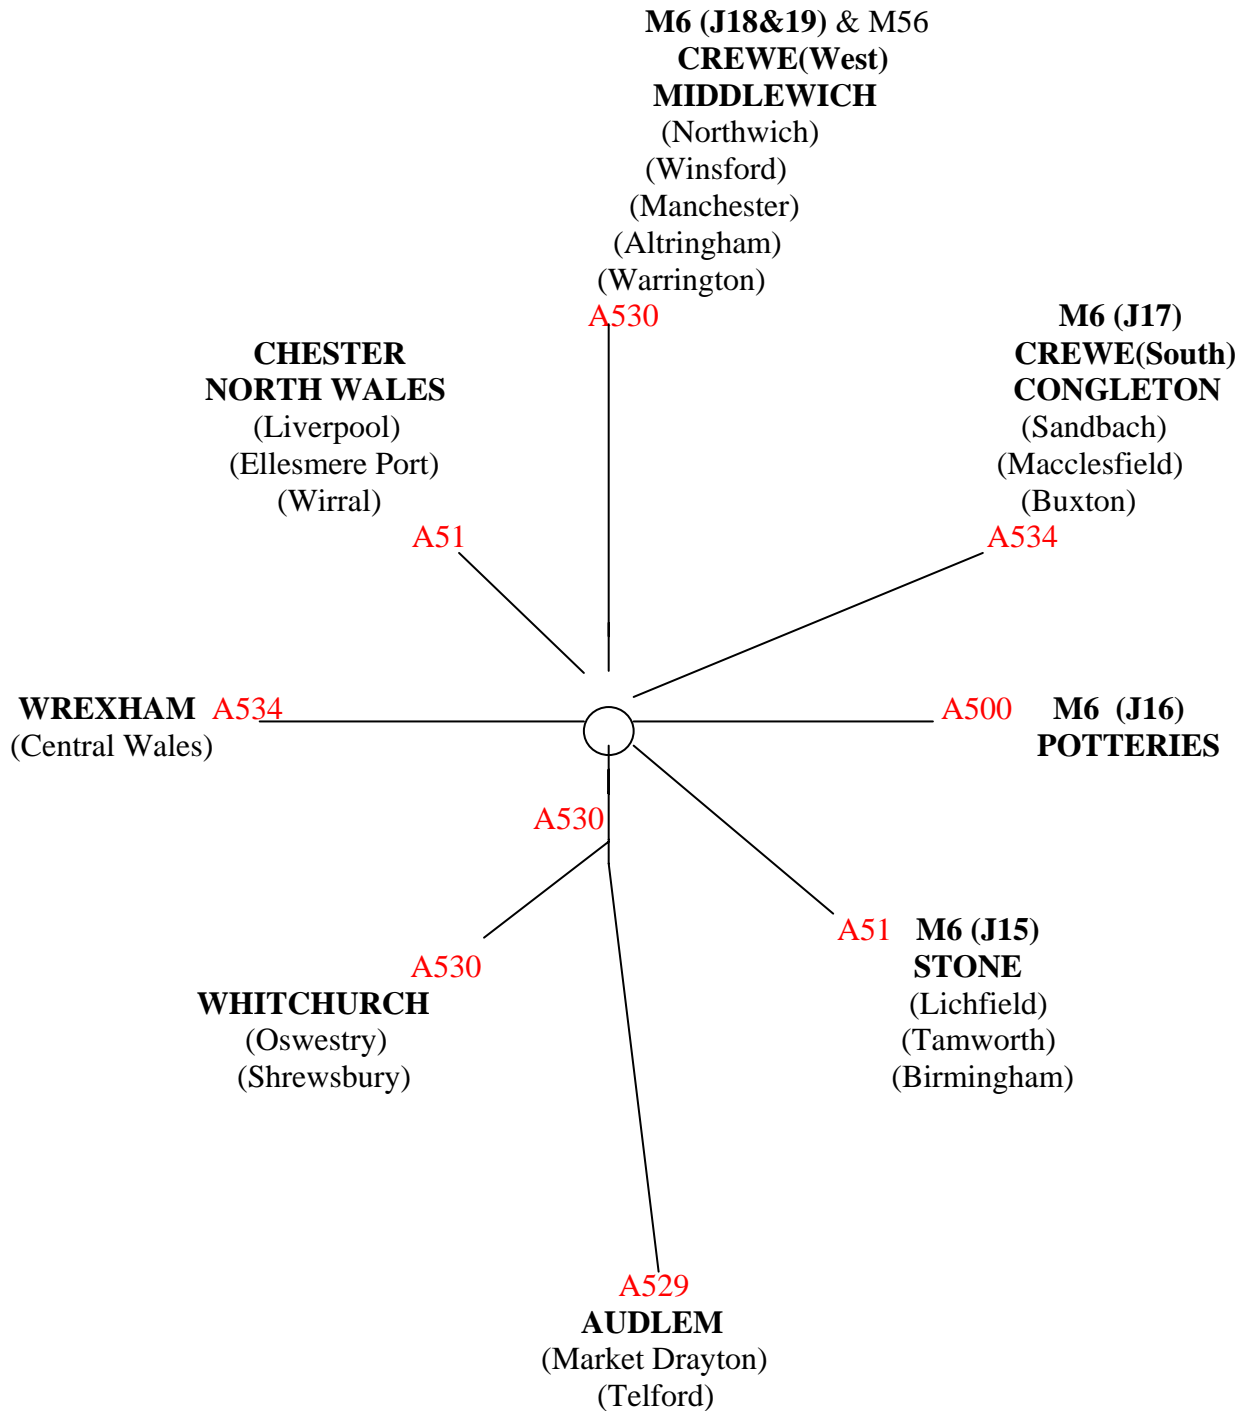 M6 (J18&19) & M56
CREWE(West)
MIDDLEWICH
(Northwich)
(Winsford)
(Manchester)
(Altringham)
(Warrington)
A530
M6 (J17)
CREWE(South)
CONGLETON
(Sandbach)
(Macclesfield)
(Buxton)
A534
CHESTER
NORTH WALES
(Liverpool)
(Ellesmere Port)
(Wirral)
A51
WREXHAM A534
(Central Wales)
A500 M6 (J16)
POTTERIES
A530
A530
WHITCHURCH
(Oswestry)
(Shrewsbury)
A51 M6 (J15)
STONE
(Lichfield)
(Tamworth)
(Birmingham)
A529
AUDLEM
(Market Drayton)
(Telford)